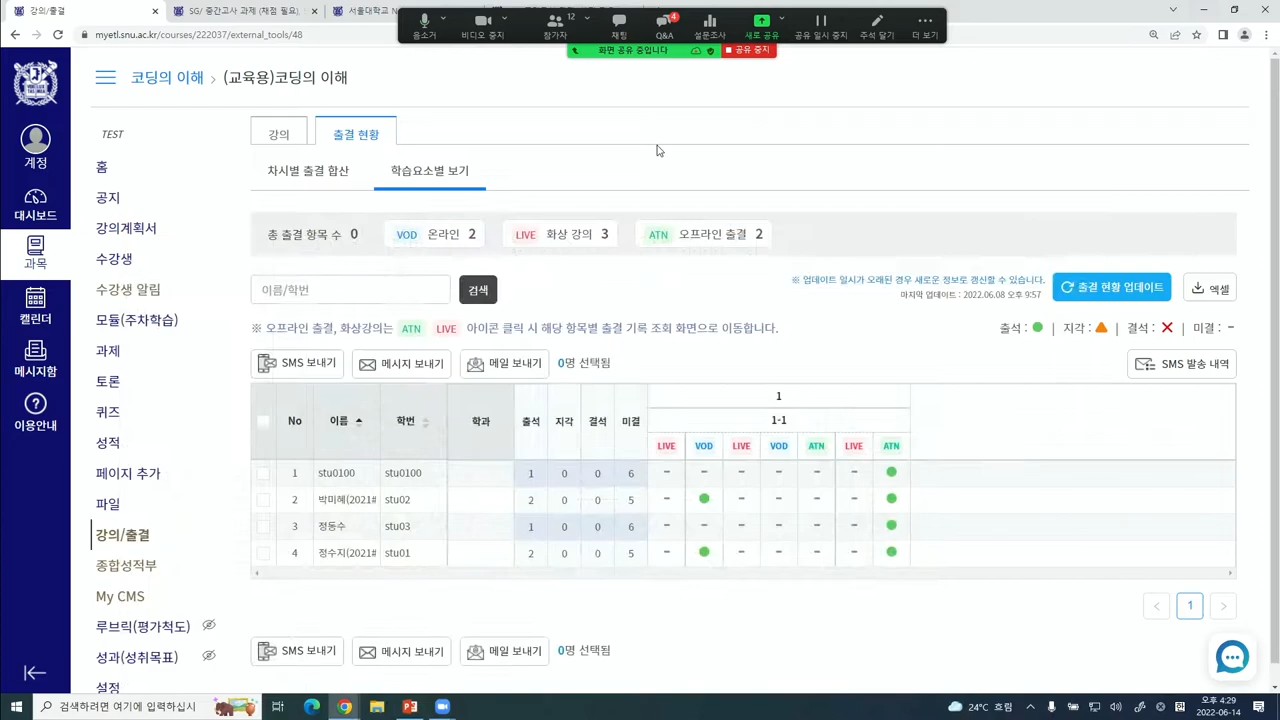 강의/출결
SG/ 중간고사 과제 (채점 필요).
서울대학교 N
음소거
비디오 중지
12
참가자
채팅
4
Q&A
설문조사
새로 공유
공유 일시 중지
주석 달기
더 보기
화면 공유 중입니다
공유 중지
myetl.snu.ac.kr/courses/222037/external_tools/48
코딩의 이해 › (교육용)코딩의 이해
계정
대시보드
과목
캘린더
메시지함
이용안내
TEST
홈
공지
강의계획서
수강생
수강생 알림
모듈(주차학습)
과제
토론
퀴즈
성적
페이지 추가
파일
강의/출결
종합성적부
My CMS
루브릭(평가척도)
성과(성취목표)
설정
강의
출결 현황
차시별 출결 합산
학습요소별 보기
총 출결 항목 수 0 VOD 온라인 2 LIVE 화상 강의 3 ATN 오프라인 출결 2
이름/학번 검색
※ 업데이트 일시가 오래된 경우 새로운 정보로 갱신할 수 있습니다.
마지막 업데이트 : 2022.06.08 오후 9:57
출결 현황 업데이트
엑셀
※ 오프라인 출결, 화상강의는 ATN LIVE 아이콘 클릭 시 해당 항목별 출결 기록 조회 화면으로 이동합니다.
출석 : | 지각 : | 결석 : | 미결 : -
SMS 보내기 메시지 보내기 메일 보내기 0명 선택됨
SMS 발송 내역
1
1-1
No 이름 학번 학과 출석 지각 결석 미결
LIVE VOD LIVE VOD ATN LIVE ATN
1 stu0100 stu0100 1 0 0 6 - - - - - -
2 박미혜(2021# stu02 2 0 0 5 - - - - -
3 정동수 stu03 1 0 0 6 - - - - - -
4 정수지(2021# stu01 2 0 0 5 - - - - -
< 1 >
SMS 보내기 메시지 보내기 메일 보내기 0명 선택됨
검색하려면 여기에 입력하십시
24°C 흐림
오후 4:29
2022-06-14